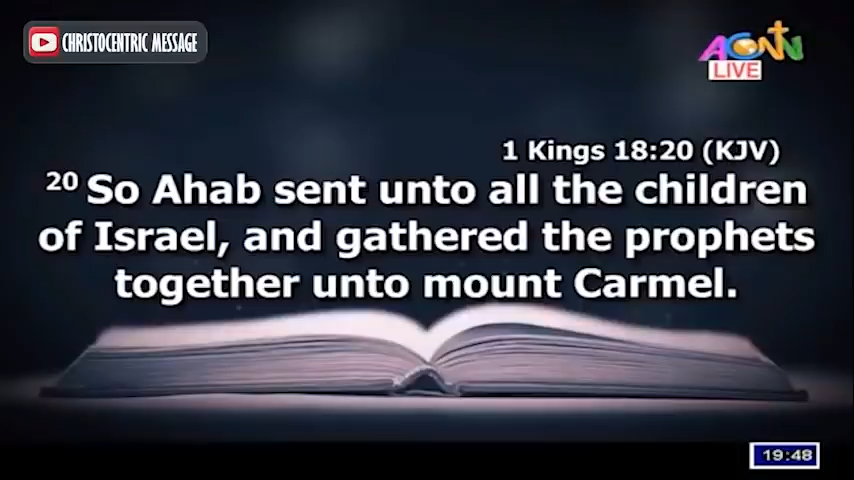 CHRISTOCENTRIC MESSAGE
AGNN
LIVE
1 Kings 18:20 (KJV)
20 So Ahab sent unto all the children
of Israel, and gathered the prophets
together unto mount Carmel.
19:48